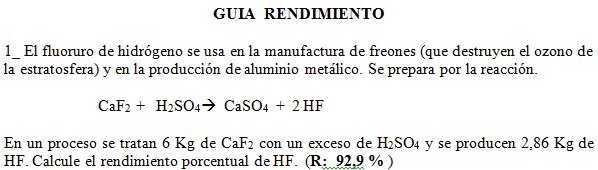 GUIA RENDIMIENTO
1_ El fluoruro de hidrógeno se usa en la manufactura de freones (que destruyen el ozono de
la estratosfera) y en la producción de aluminio metálico. Se prepara por la reacción.
CaF2 + H2SO4→ CaSO4 + 2 HF
En un proceso se tratan 6 Kg de CaF2 con un exceso de H2SO4 y se producen 2,86 Kg de
HF. Calcule el rendimiento porcentual de HF. (R: 92,9 % )